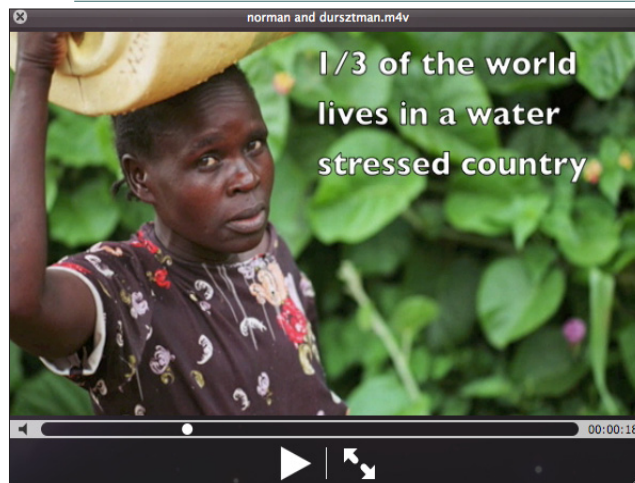 norman and dursztman.m4v
1/3 of the world
lives in a water
stressed country
00:00:18